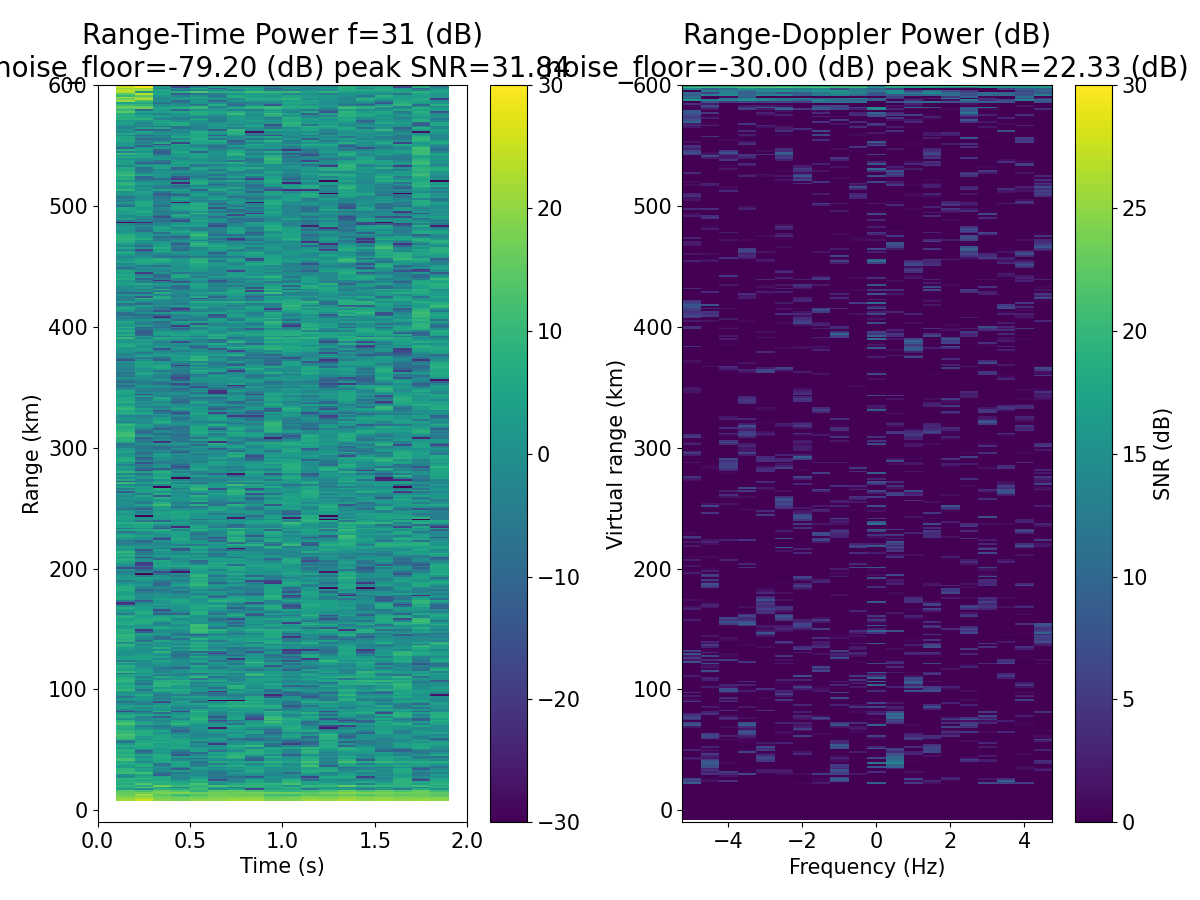 Range-Time Power f=31 (dB)
noise_floor=-79.20 (dB) peak SNR=31.84
Range-Doppler Power (dB)
noise_floor=-30.00 (dB) peak SNR=22.33 (dB)
600
500
400
300
200
100
0
Range (km)
0.0 0.5 1.0 1.5 2.0
Time (s)
30
20
10
0
−10
−20
−30
600
500
400
300
200
100
0
Virtual range (km)
−4 −2 0 2 4
Frequency (Hz)
30
25
20
15
10
5
0
SNR (dB)